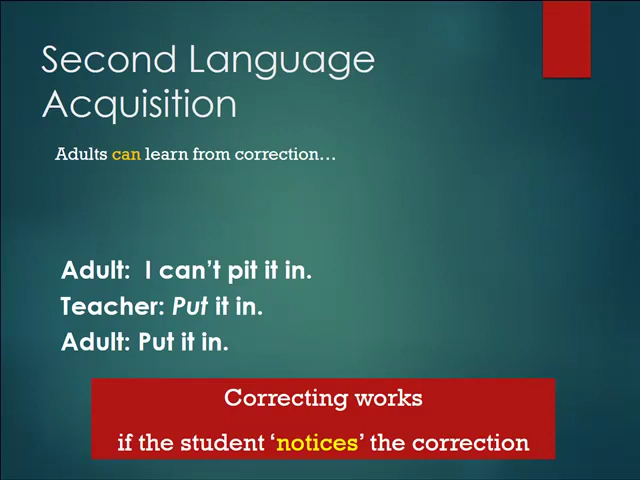 Second Language
Acquisition
Adults can learn from correction…
Adult:  I can’t pit it in.
Teacher: Put it in.
Adult: Put it in.
Correcting works
if the student ‘notices’ the correction